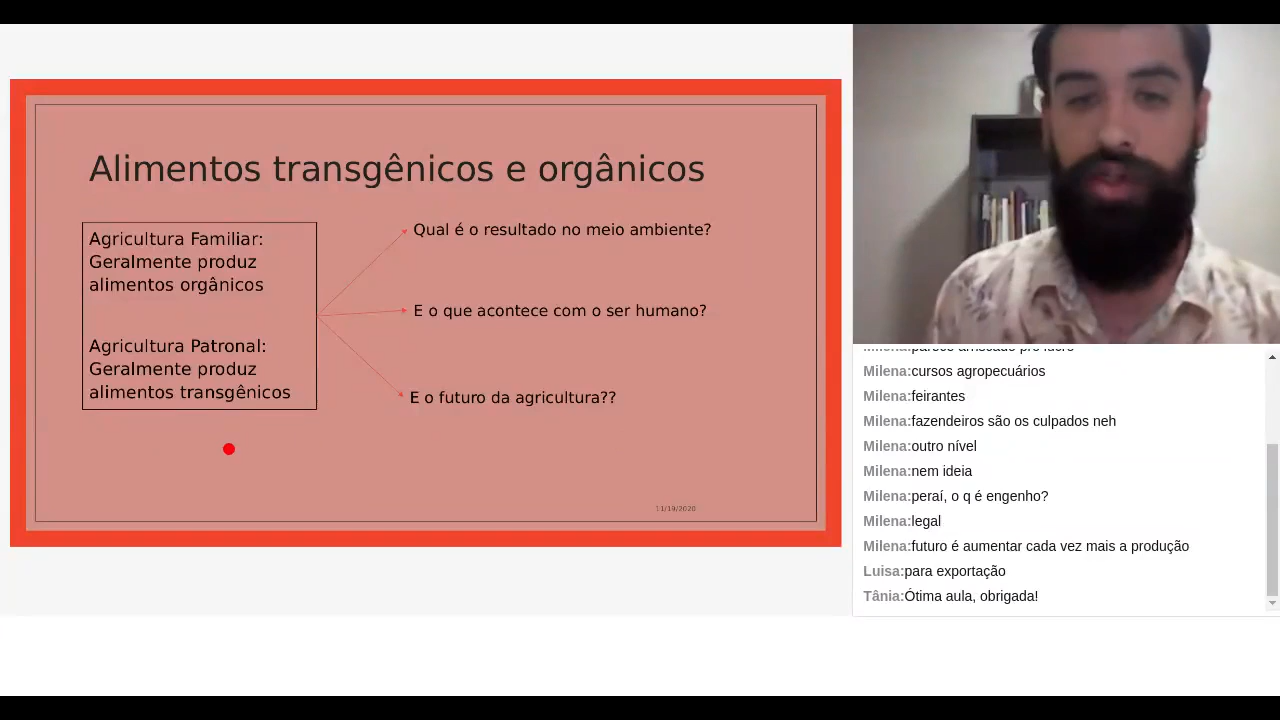 Alimentos transgênicos e orgânicos
Agricultura Familiar:
Geralmente produz
alimentos orgânicos
Agricultura Patronal:
Geralmente produz
alimentos transgênicos
Qual é o resultado no meio ambiente?
E o que acontece com o ser humano?
E o futuro da agricultura??
11/19/2020
Milena:cursos agropecuários
Milena:feirantes
Milena:fazendeiros são os culpados neh
Milena:outro nível
Milena:nem ideia
Milena:peraí, o q é engenho?
Milena:legal
Milena:futuro é aumentar cada vez mais a produção
Luisa:para exportação
Tânia:Ótima aula, obrigada!